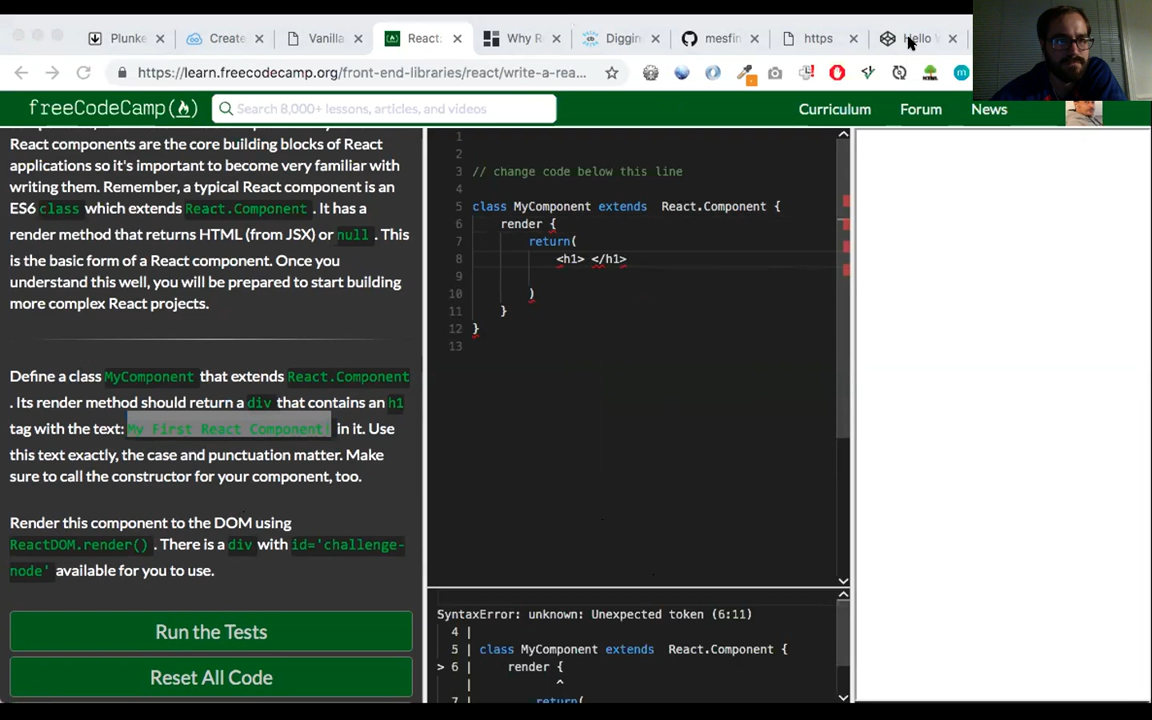 Plunke
Create
Vanilla
React:
Why R
Diggin
mesfin
https
Hello
https://learn.freecodecamp.org/front-end-libraries/react/write-a-rea...
freeCodeCamp
Search 8,000+ lessons, articles, and videos
Curriculum
Forum
News
React components are the core building blocks of React
applications so it's important to become very familiar with
writing them. Remember, a typical React component is an
ES6 class which extends React.Component . It has a
render method that returns HTML (from JSX) or null . This
is the basic form of a React component. Once you
understand this well, you will be prepared to start building
more complex React projects.
Define a class MyComponent that extends React.Component
. Its render method should return a div that contains an h1
tag with the text: My First React Component! in it. Use
this text exactly, the case and punctuation matter. Make
sure to call the constructor for your component, too.
Render this component to the DOM using
ReactDOM.render() . There is a div with id='challenge-
node' available for you to use.
Run the Tests
Reset All Code
1
2
3 // change code below this line
4
5 class MyComponent extends React.Component {
6 render {
7 return(
8 <h1> </h1>
9
10 )
11 }
12 }
13
SyntaxError: unknown: Unexpected token (6:11)
4 |
5 | class MyComponent extends React.Component {
> 6 | render {
| ^
7 | return(